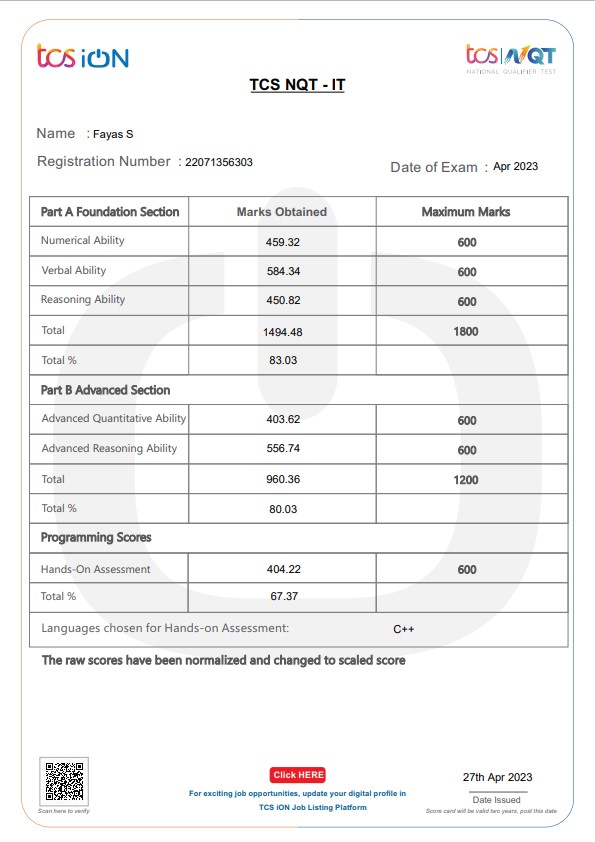 tcs iON
tcs NQT
NATIONAL QUALIFIER TEST
TCS NQT - IT
Name : Fayas S
Registration Number : 22071356303
Date of Exam : Apr 2023
Part A Foundation Section Marks Obtained Maximum Marks
Numerical Ability 459.32 600
Verbal Ability 584.34 600
Reasoning Ability 450.82 600
Total 1494.48 1800
Total % 83.03
Part B Advanced Section
Advanced Quantitative Ability 403.62 600
Advanced Reasoning Ability 556.74 600
Total 960.36 1200
Total % 80.03
Programming Scores
Hands-On Assessment 404.22 600
Total % 67.37
Languages chosen for Hands-on Assessment: C++
The raw scores have been normalized and changed to scaled score
Click HERE
For exciting job opportunities, update your digital profile in
TCS iON Job Listing Platform
Scan here to verify
27th Apr 2023
Date Issued
Score card will be valid two years, post this date